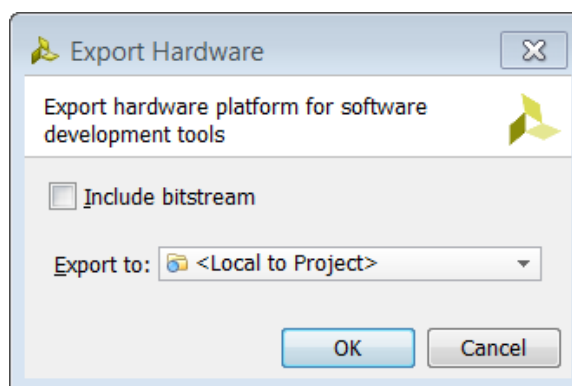 Export Hardware
Export hardware platform for software
development tools
Include bitstream
Export to: <Local to Project>
OK Cancel